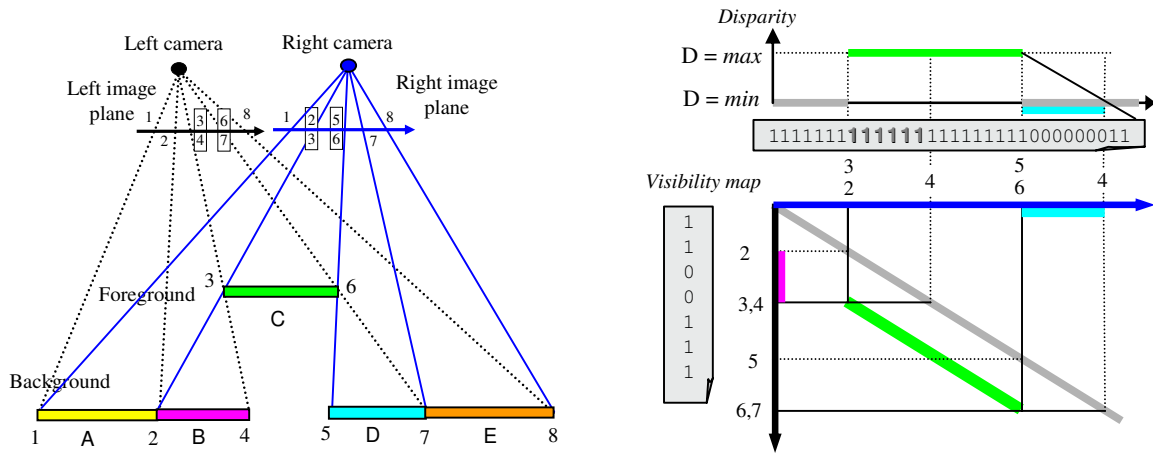 Left camera
Right camera
Left image plane
Right image plane
1 3 6 8
2 4 7
1 2 5 8
3 6 7
3 6
Foreground
C
Background
1 A 2 B 4 5 D 7 E 8
Disparity
D = max
D = min
3 5
2 4 6 4
Visibility map
1
1
0
0
1
1
1
2
3,4
5
6,7